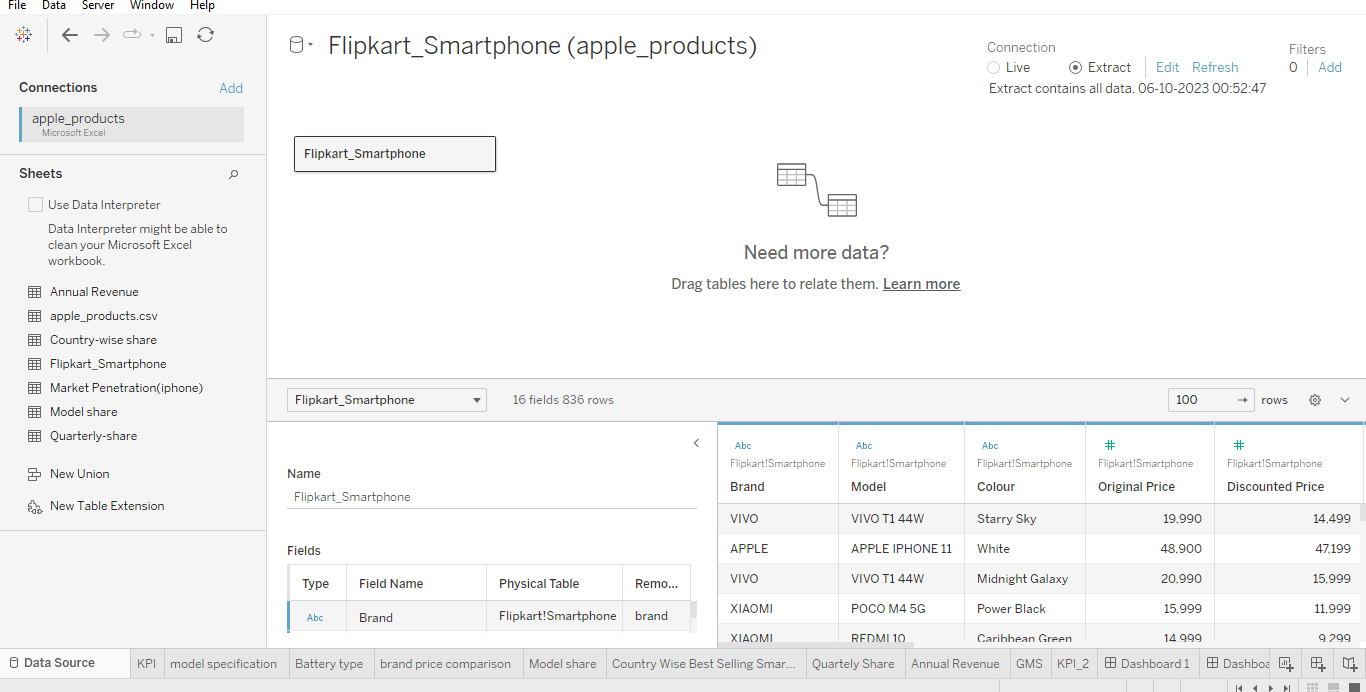 File Data Server Window Help
Flipkart_Smartphone (apple_products)
Connection
Live Extract Edit Refresh
Extract contains all data. 06-10-2023 00:52:47
Filters
0 Add
Connections Add
apple_products
Microsoft Excel
Sheets
Use Data Interpreter
Data Interpreter might be able to
clean your Microsoft Excel
workbook.
Annual Revenue
apple_products.csv
Country-wise share
Flipkart_Smartphone
Market Penetration(iphone)
Model share
Quarterly-share
New Union
New Table Extension
Flipkart_Smartphone
Need more data?
Drag tables here to relate them. Learn more
Flipkart_Smartphone 16 fields 836 rows 100 rows
Name
Flipkart_Smartphone
Fields
Type Field Name Physical Table Remo...
Abc Brand Flipkart!Smartphone brand
Abc Abc Abc # #
Flipkart!Smartphone Flipkart!Smartphone Flipkart!Smartphone Flipkart!Smartphone Flipkart!Smartphone
Brand Model Colour Original Price Discounted Price
VIVO VIVO T1 44W Starry Sky 19,990 14,499
APPLE APPLE IPHONE 11 White 48,900 47,199
VIVO VIVO T1 44W Midnight Galaxy 20,990 15,999
XIAOMI POCO M4 5G Power Black 15,999 11,999
XIAOMI REDMI 10 Caribbean Green 14,999 9,299
Data Source KPI model specification Battery type brand price comparison Model share Country Wise Best Selling Smar... Quartely Share Annual Revenue GMS KPI_2 Dashboard 1 Dashboa